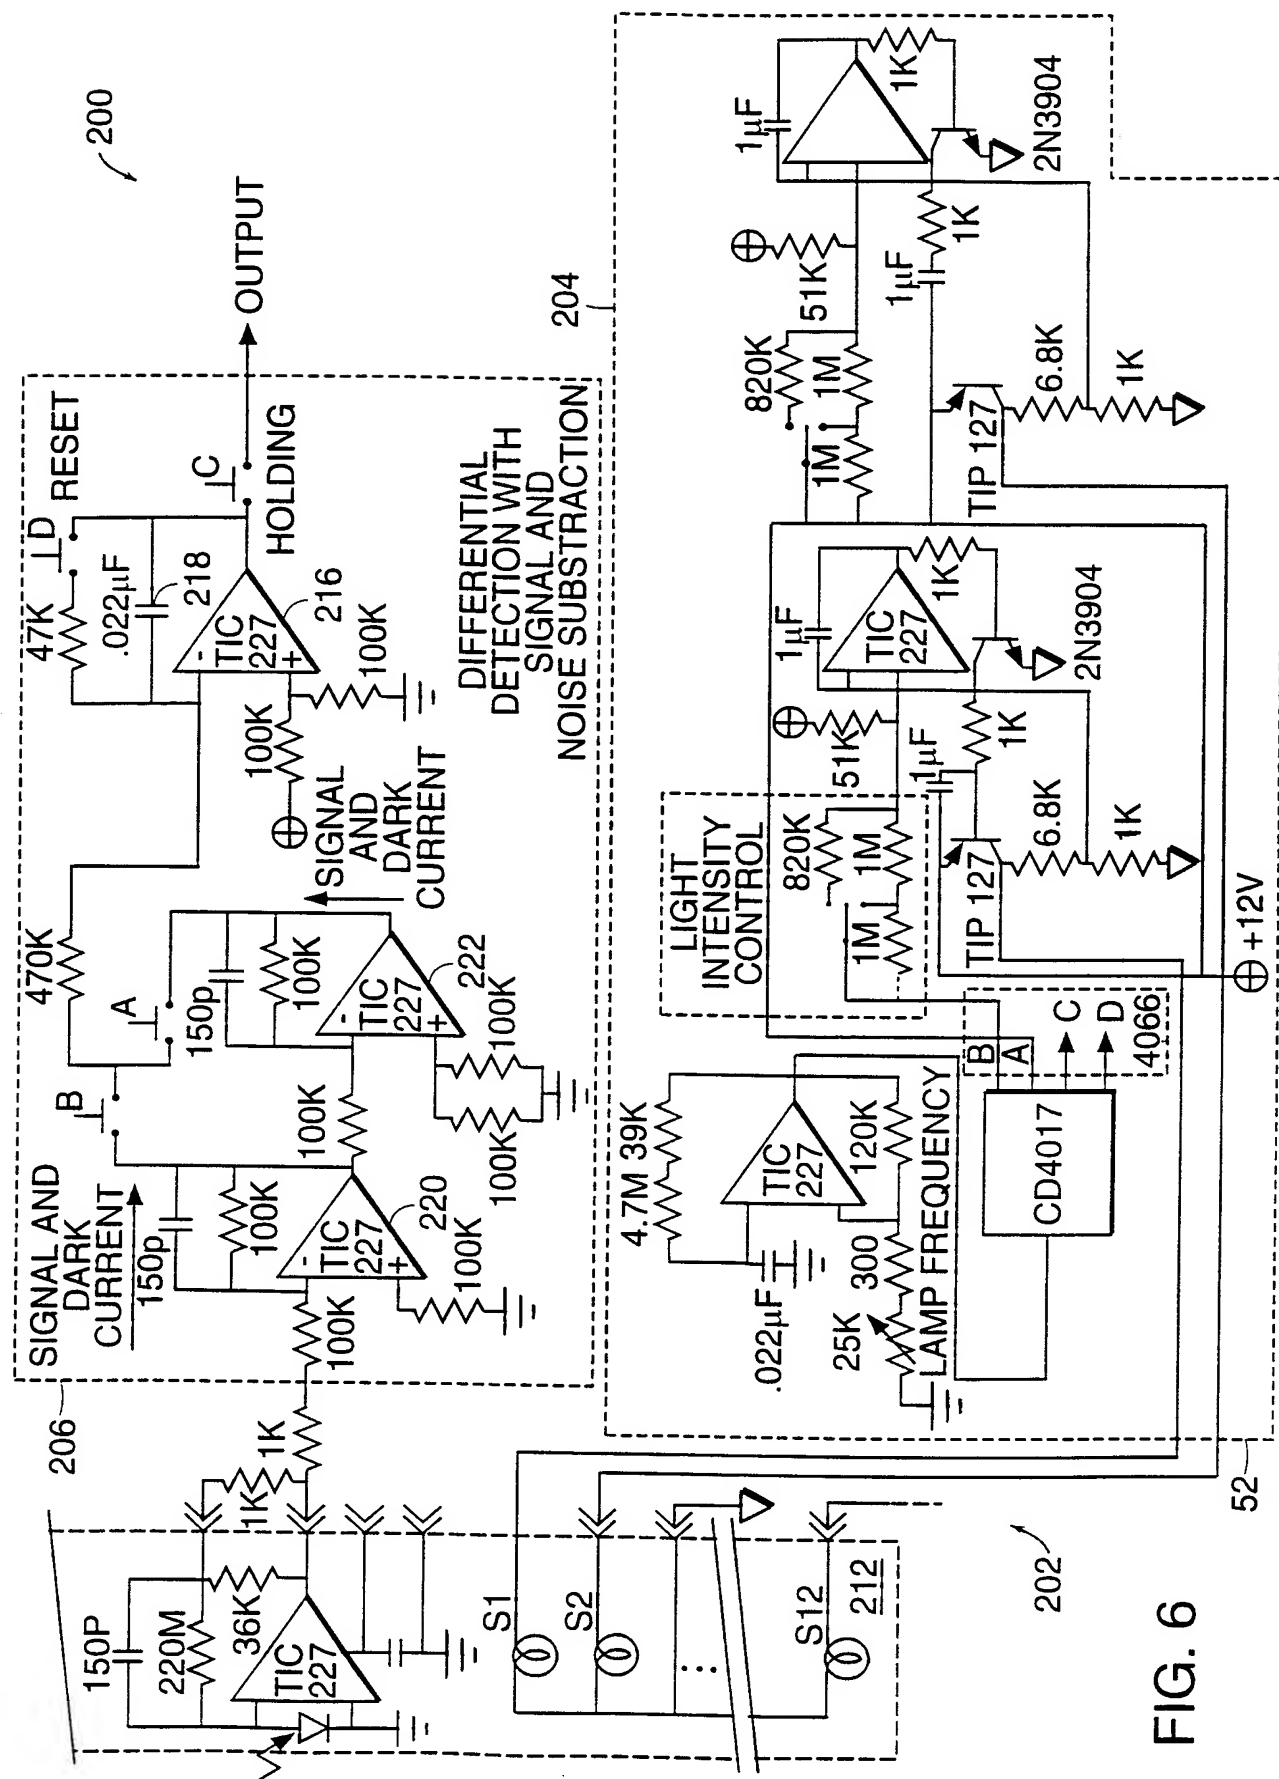 200
206
SIGNAL AND
DARK
CURRENT
150p
100K
B
A
470K
47K
D
RESET
.022µF
218
-
TIC
227
+
216
C
HOLDING
OUTPUT
100K
100K
SIGNAL
AND
DARK
CURRENT
150p
100K
-
TIC
227
+
222
100K
100K
100K
-
TIC
227
+
220
100K
100K
DIFFERENTIAL
DETECTION WITH
SIGNAL AND
NOISE SUBSTRACTION
1K
1K
150P
220M
36K
TIC
227
S1
S2
S12
212
202
52
204
4.7M
39K
TIC
227
.022µF
120K
300
25K
LAMP FREQUENCY
CD4017
B
A
C
D
4066
+12V
LIGHT
INTENSITY
CONTROL
820K
1M
1M
51K
1µF
TIC
227
1K
2N3904
1K
1µF
TIP 127
6.8K
1K
820K
1M
1M
51K
1µF
1K
2N3904
1K
1µF
TIP 127
6.8K
1K
FIG. 6